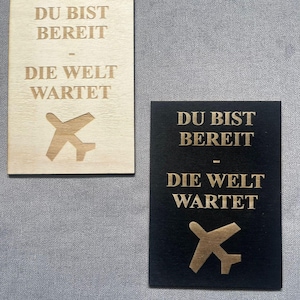 DU BIST
BEREIT
-
DIE WELT
WARTET
DU BIST
BEREIT
-
DIE WELT
WARTET